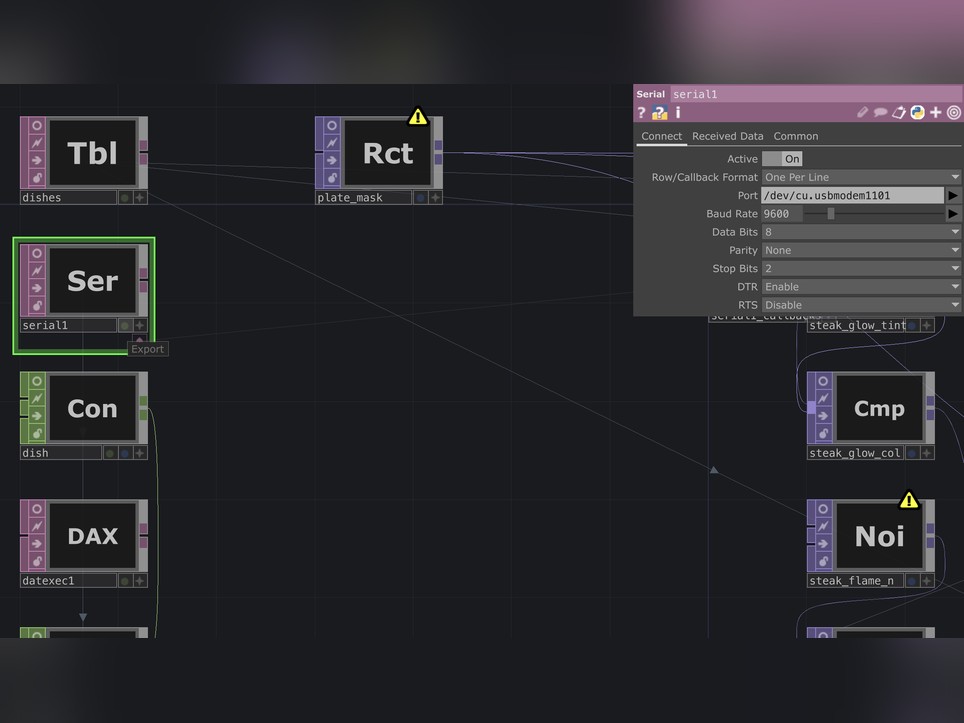 Serial serial1
Connect Received Data Common
Active On
Row/Callback Format One Per Line
Port /dev/cu.usbmodem1101
Baud Rate 9600
Data Bits 8
Parity None
Stop Bits 2
DTR Enable
RTS Disable
Tbl
dishes
Rct
plate_mask
Ser
serial1
Export
steak_glow_tint
Con
dish
Cmp
steak_glow_col
DAX
datexec1
Noi
steak_flame_n